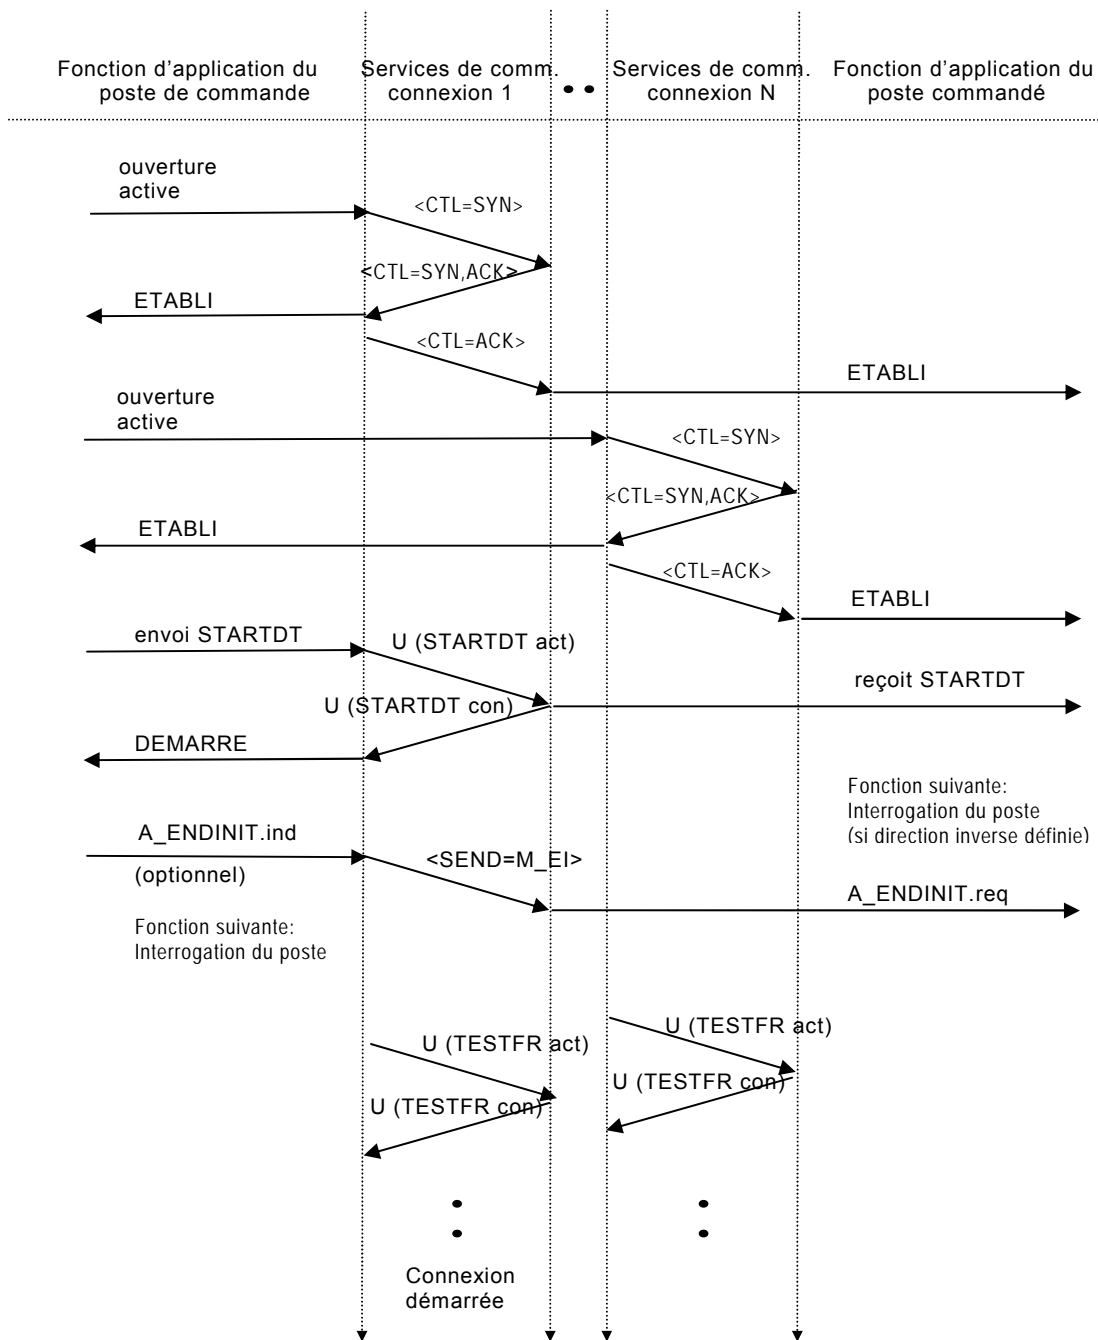 Fonction d'application du
poste de commande
Services de comm.
connexion 1
Services de comm.
connexion N
Fonction d'application du
poste commandé
ouverture
active
<CTL=SYN>
<CTL=SYN,ACK>
ETABLI
<CTL=ACK>
ETABLI
ouverture
active
<CTL=SYN>
<CTL=SYN,ACK>
ETABLI
<CTL=ACK>
ETABLI
envoi STARTDT
U (STARTDT act)
reçoit STARTDT
U (STARTDT con)
DEMARRE
Fonction suivante:
Interrogation du poste
(si direction inverse définie)
A_ENDINIT.ind
(optionnel)
<SEND=M_EI>
A_ENDINIT.req
Fonction suivante:
Interrogation du poste
U (TESTFR act)
U (TESTFR act)
U (TESTFR con)
U (TESTFR con)
Connexion
démarrée